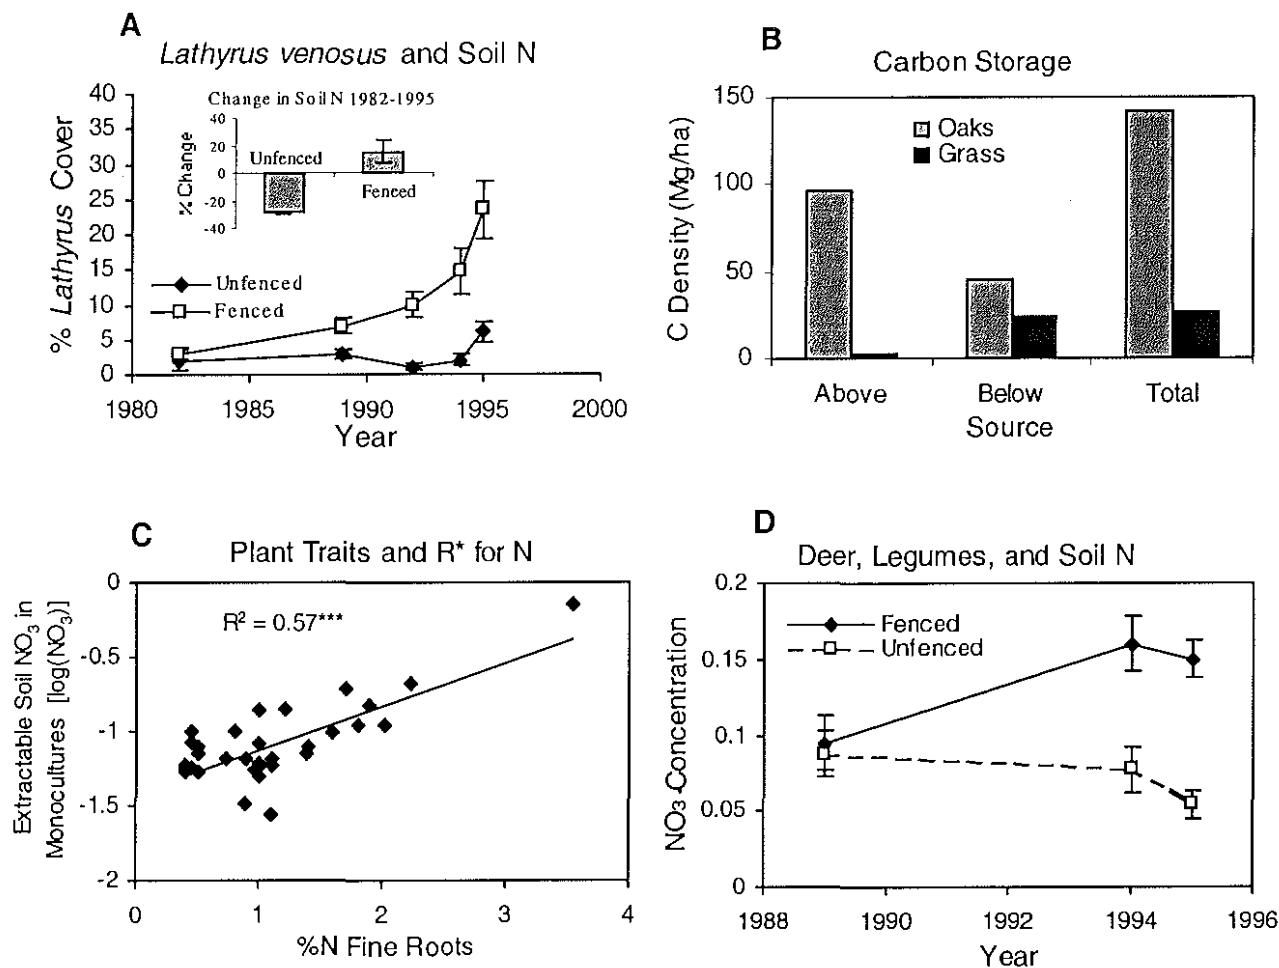 A
Lathyrus venosus and Soil N
% Lathyrus Cover
40
35
30
25
20
15
10
5
0
Change in Soil N 1982-1995
% Change
40
20
0
-20
-40
Unfenced
Fenced
Unfenced
Fenced
1980 1985 1990 1995 2000
Year
B
Carbon Storage
C Density (Mg/ha)
150
100
50
0
Oaks
Grass
Above Below Total
Source
C
Plant Traits and R* for N
Extractable Soil NO3 in
Monocultures [log(NO3)]
0
-0.5
-1
-1.5
-2
R² = 0.57***
0 1 2 3 4
%N Fine Roots
D
Deer, Legumes, and Soil N
NO3-Concentration
0.2
0.15
0.1
0.05
0
Fenced
Unfenced
1988 1990 1992 1994 1996
Year